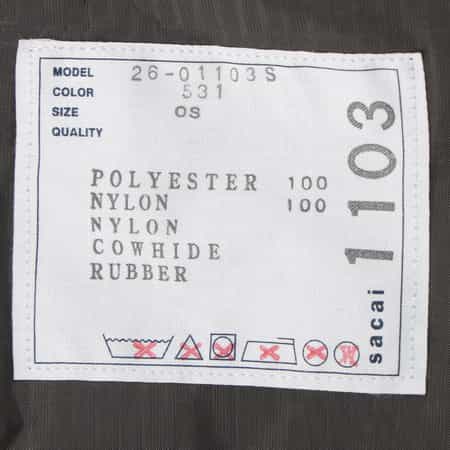 MODEL 26-01103S
COLOR 531
SIZE OS
QUALITY
POLYESTER 100
NYLON 100
NYLON
COWHIDE
RUBBER
sacai 1103